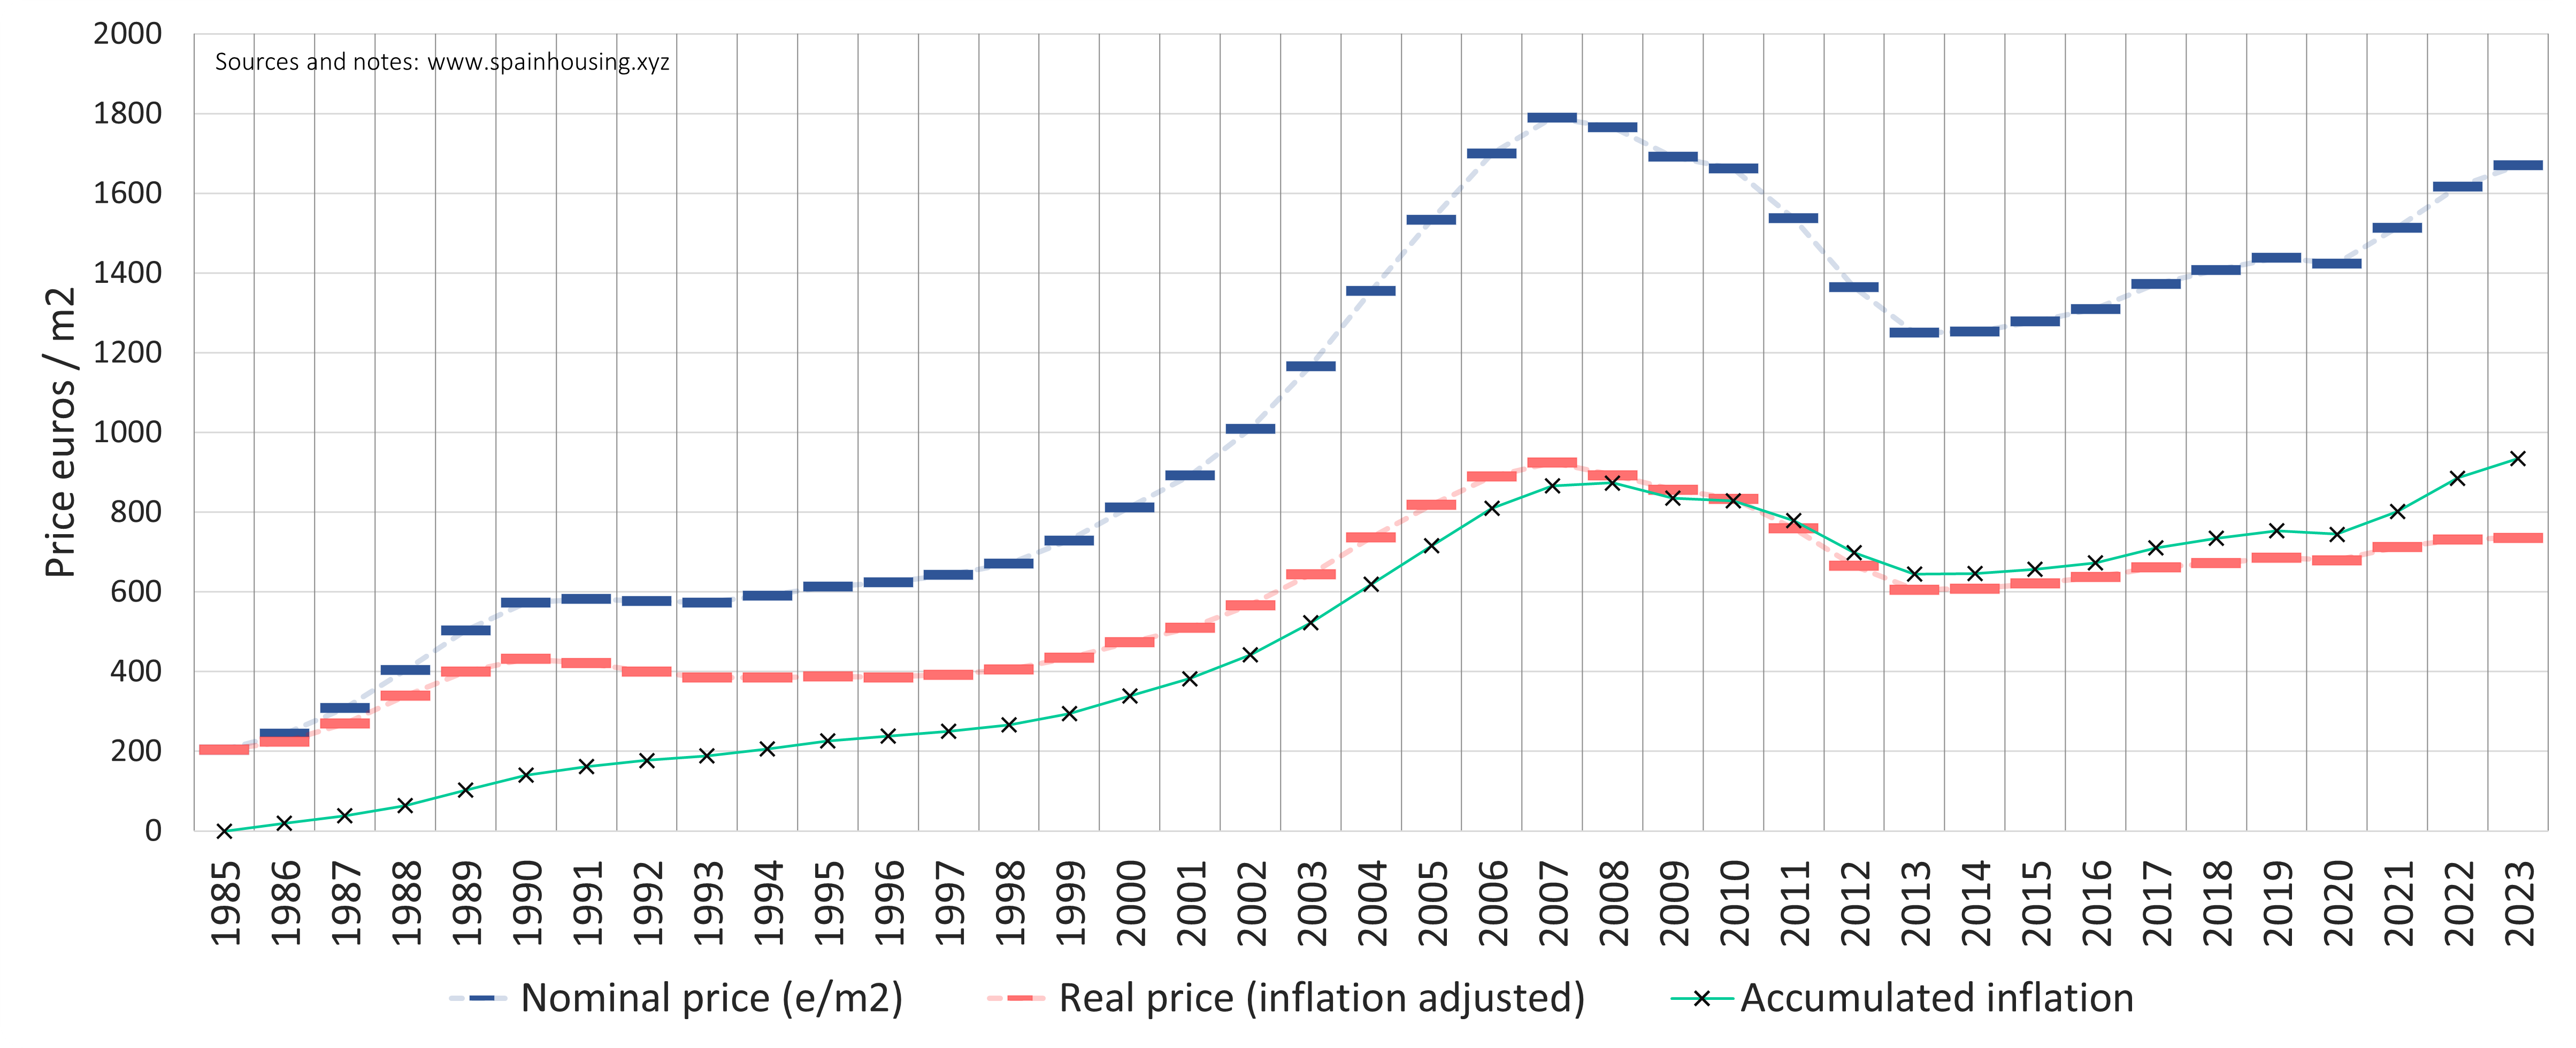 2000
Sources and notes: www.spainhousing.xyz
1800
1600
1400
1200
1000
800
600
400
200
0
Price euros / m2
1985 1986 1987 1988 1989 1990 1991 1992 1993 1994 1995 1996 1997 1998 1999 2000 2001 2002 2003 2004 2005 2006 2007 2008 2009 2010 2011 2012 2013 2014 2015 2016 2017 2018 2019 2020 2021 2022 2023
Nominal price (e/m2) Real price (inflation adjusted) Accumulated inflation